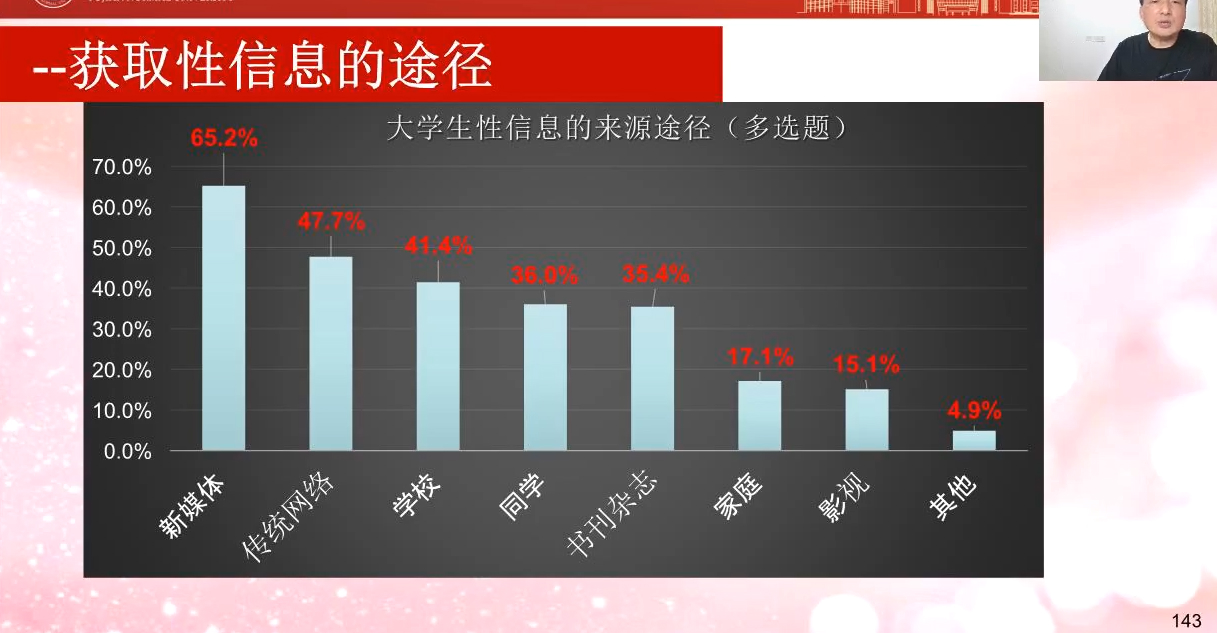 --获取性信息的途径
大学生性信息的来源途径（多选题）
65.2%
47.7%
41.4%
36.0%
35.4%
17.1%
15.1%
4.9%
70.0%
60.0%
50.0%
40.0%
30.0%
20.0%
10.0%
0.0%
新媒体
传统网络
学校
同学
书刊杂志
家庭
影视
其他
143